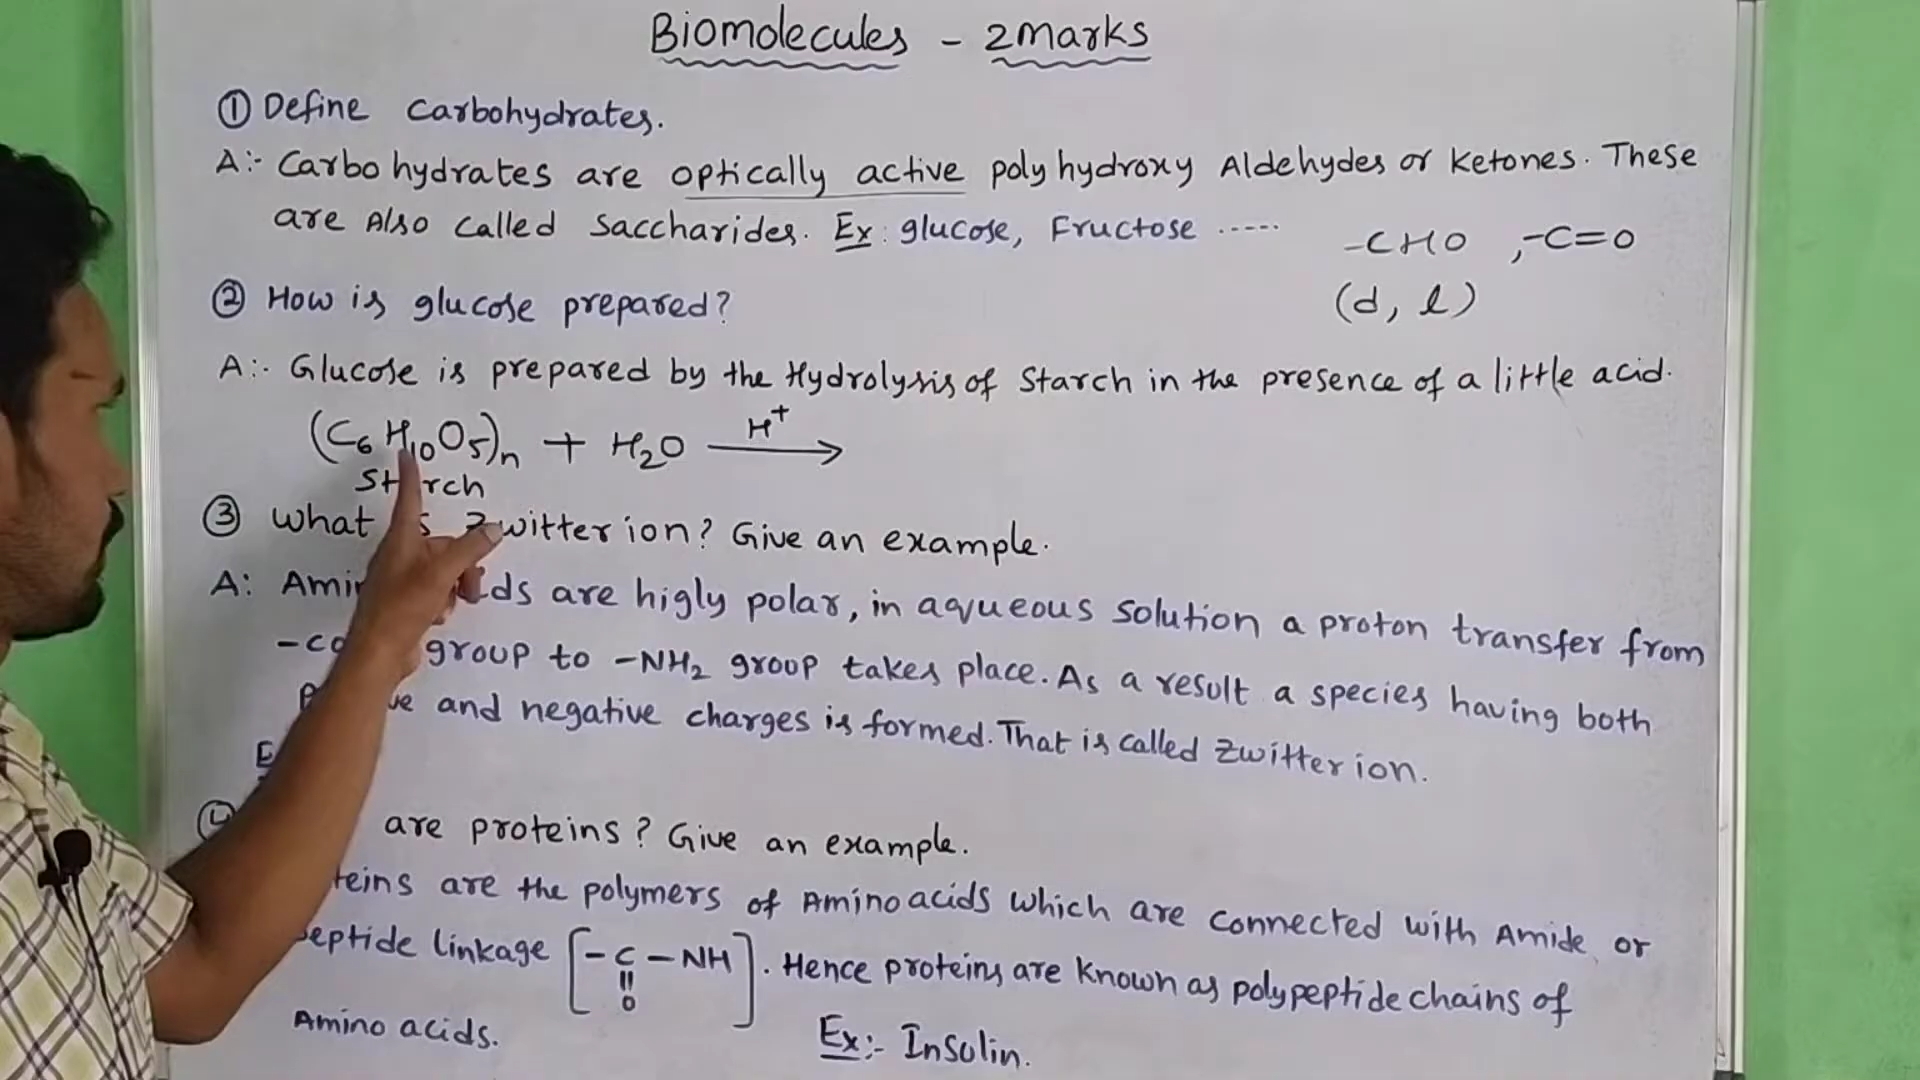 Biomolecules - 2marks
① Define Carbohydrates.
A:- Carbohydrates are optically active polyhydroxy Aldehydes or Ketones. These
are Also called Saccharides. Ex: glucose, Fructose .....
-CHO , -C=O
(d, l)
② How is glucose prepared?
A:- Glucose is prepared by the Hydrolysis of Starch in the presence of a little acid.
(C6H10O5)n + H2O H+ →
Starch
③ What is Zwitter ion? Give an example.
A: are higly polar, in aqueous solution a proton transfer from
group to -NH2 group takes place. As a result a species having both
and negative charges is formed. That is called Zwitter ion.
④ are proteins? Give an example.
are the polymers of Amino acids which are connected with Amide or
peptide linkage [-C-NH]. Hence proteins are known as polypeptide chains of
||
O
Amino acids.
Ex:- Insulin.